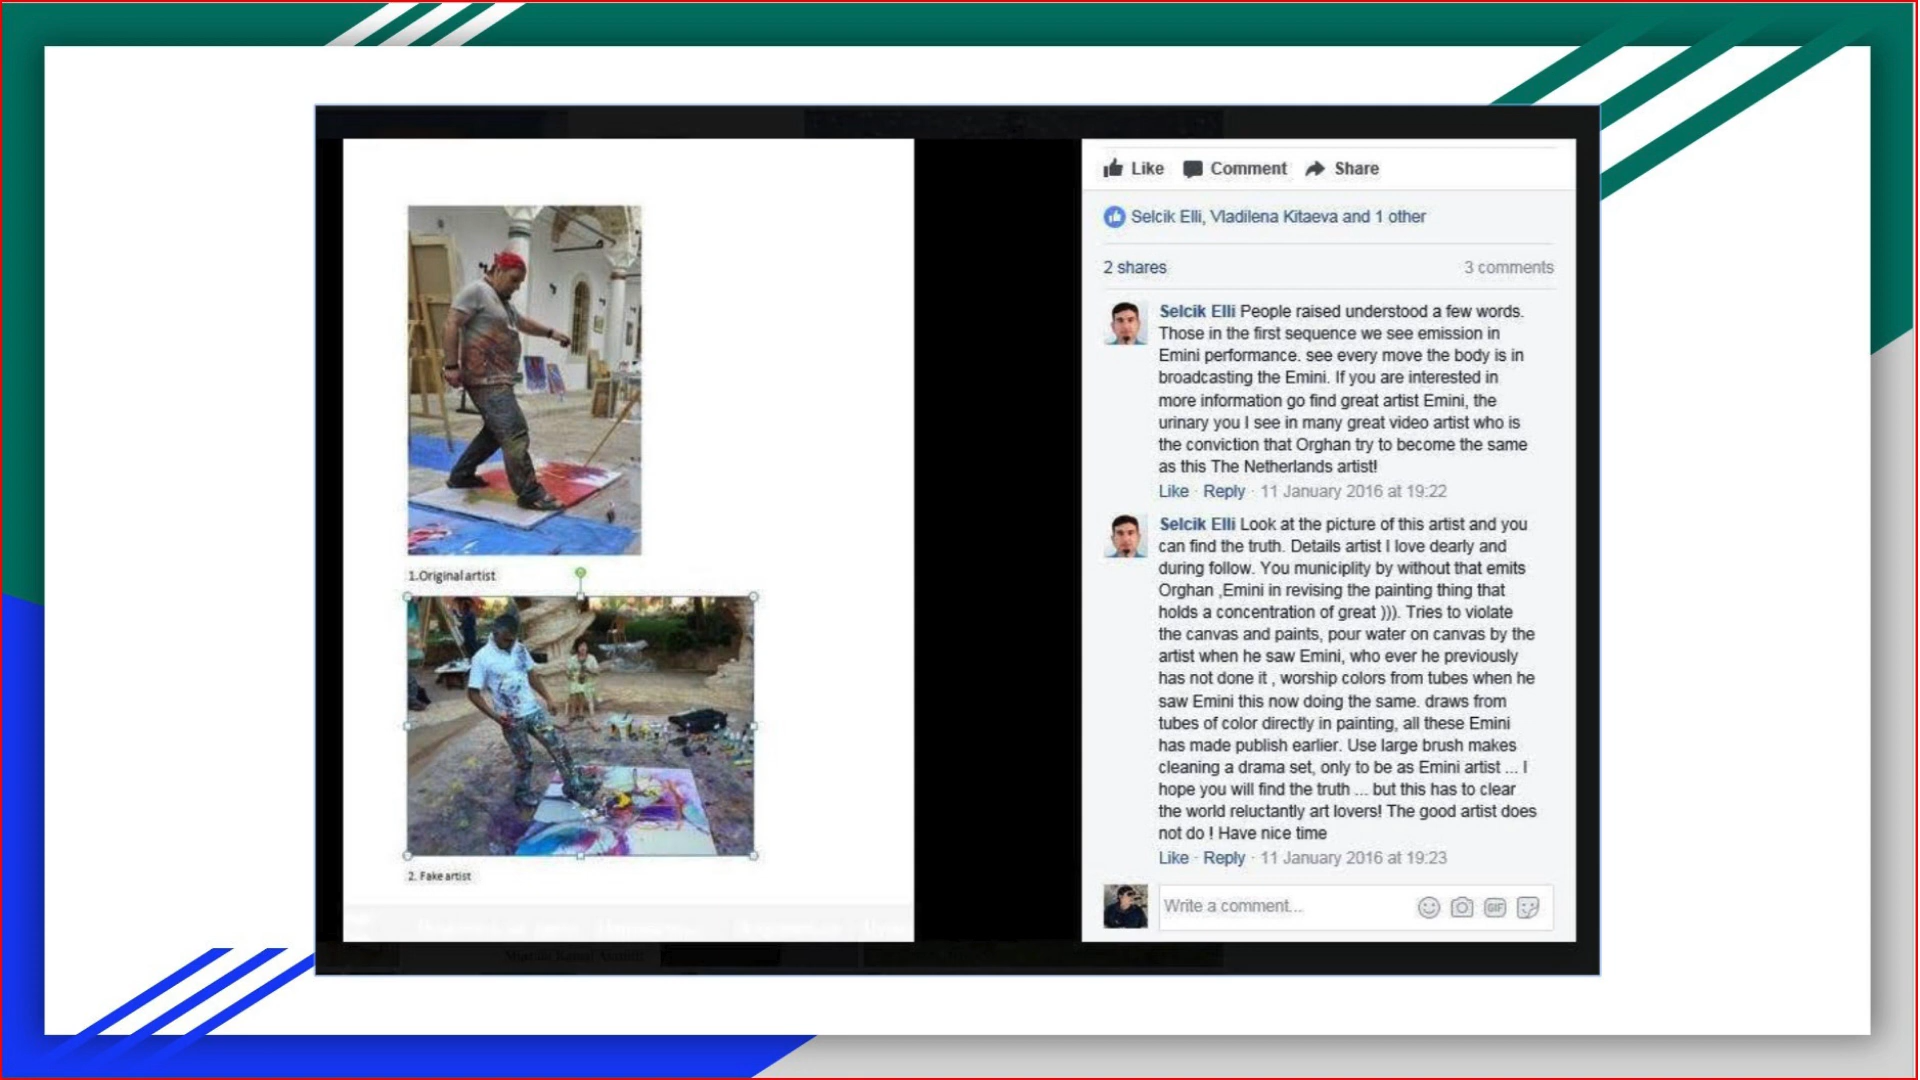 1.Original artist
2. Fake artist
Like Comment Share
Selcik Elli, Vladilena Kitaeva and 1 other
2 shares 3 comments
Selcik Elli People raised understood a few words.
Those in the first sequence we see emission in
Emini performance. see every move the body is in
broadcasting the Emini. If you are interested in
more information go find great artist Emini, the
urinary you I see in many great video artist who is
the conviction that Orghan try to become the same
as this The Netherlands artist!
Like · Reply · 11 January 2016 at 19:22
Selcik Elli Look at the picture of this artist and you
can find the truth. Details artist I love dearly and
during follow. You municiplity by without that emits
Orghan ,Emini in revising the painting thing that
holds a concentration of great ))). Tries to violate
the canvas and paints, pour water on canvas by the
artist when he saw Emini, who ever he previously
has not done it , worship colors from tubes when he
saw Emini this now doing the same. draws from
tubes of color directly in painting, all these Emini
has made publish earlier. Use large brush makes
cleaning a drama set, only to be as Emini artist ... I
hope you will find the truth ... but this has to clear
the world reluctantly art lovers! The good artist does
not do ! Have nice time
Like · Reply · 11 January 2016 at 19:23
Write a comment...
GIF